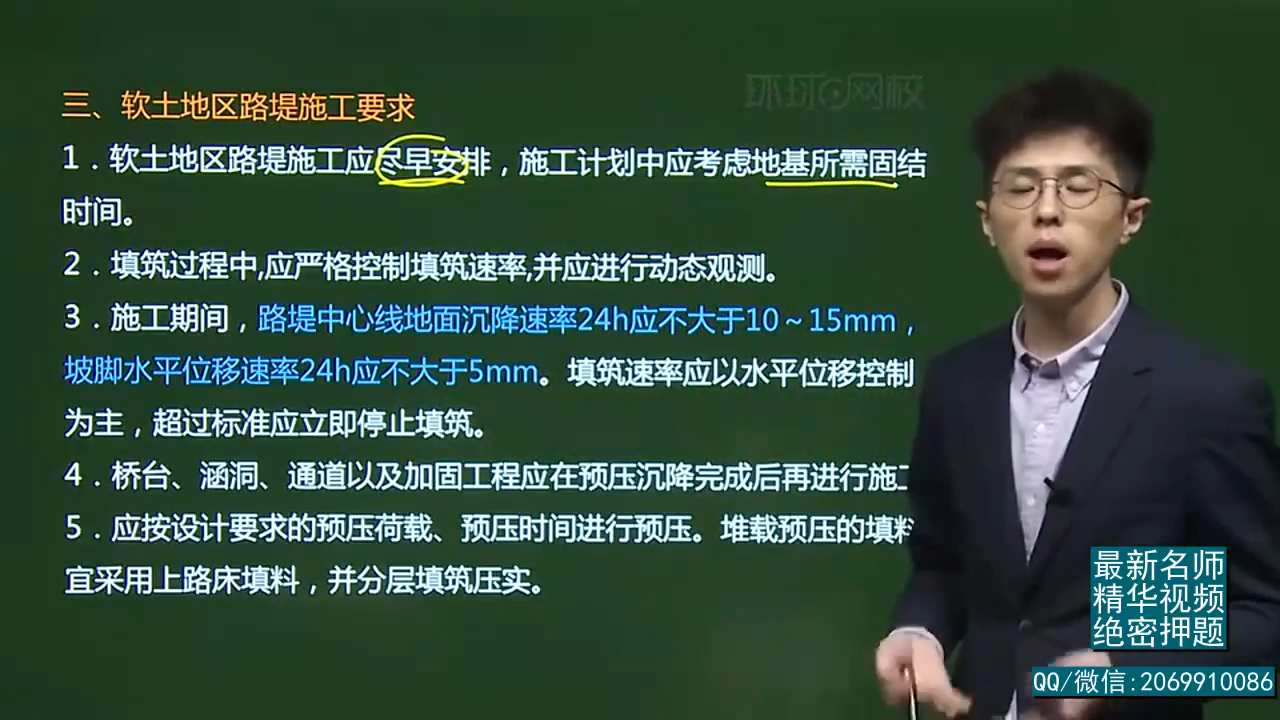 环球网校
三、软土地区路堤施工要求
1．软土地区路堤施工应尽早安排，施工计划中应考虑地基所需固结
时间。
2．填筑过程中,应严格控制填筑速率,并应进行动态观测。
3．施工期间，路堤中心线地面沉降速率24h应不大于10～15mm，
坡脚水平位移速率24h应不大于5mm。填筑速率应以水平位移控制
为主，超过标准应立即停止填筑。
4．桥台、涵洞、通道以及加固工程应在预压沉降完成后再进行施工
5．应按设计要求的预压荷载、预压时间进行预压。堆载预压的填料
宜采用上路床填料，并分层填筑压实。
最新名师
精华视频
绝密押题
QQ/微信:2069910086